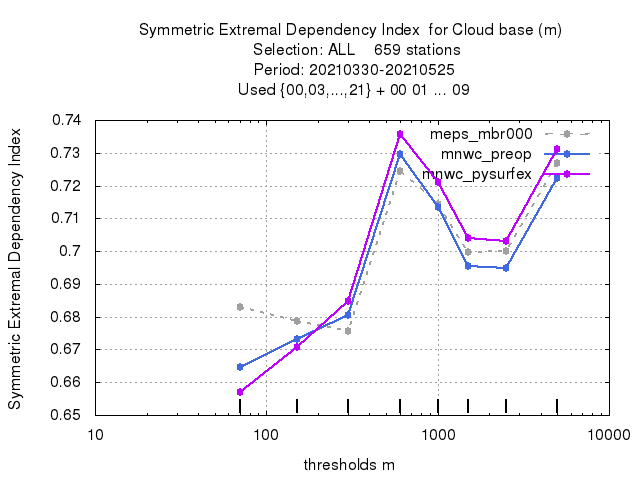 Symmetric Extremal Dependency Index  for Cloud base (m)
Selection: ALL    659 stations
Period: 20210330-20210525
Used {00,03,...,21} + 00 01 ... 09
meps_mbr000
mnwc_preop
mnwc_pysurfex
Symmetric Extremal Dependency Index
0.74
0.73
0.72
0.71
0.7
0.69
0.68
0.67
0.66
0.65
10 100 1000 10000
thresholds m